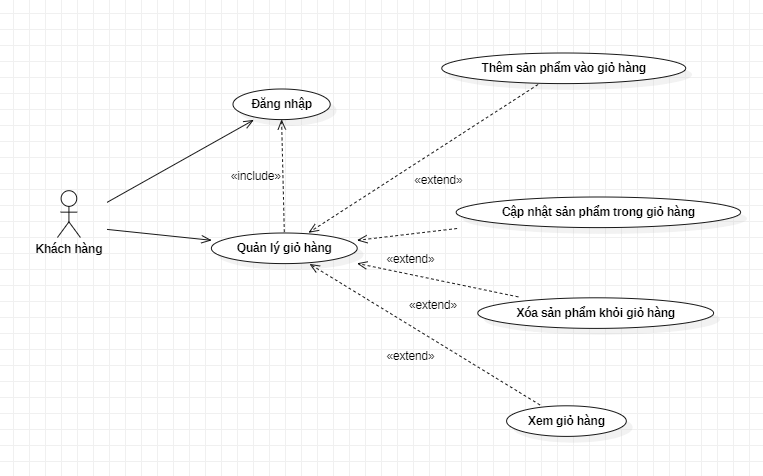 Thêm sản phẩm vào giỏ hàng
Đăng nhập
«include»
«extend»
Cập nhật sản phẩm trong giỏ hàng
Khách hàng
Quản lý giỏ hàng
«extend»
«extend»
Xóa sản phẩm khỏi giỏ hàng
«extend»
Xem giỏ hàng